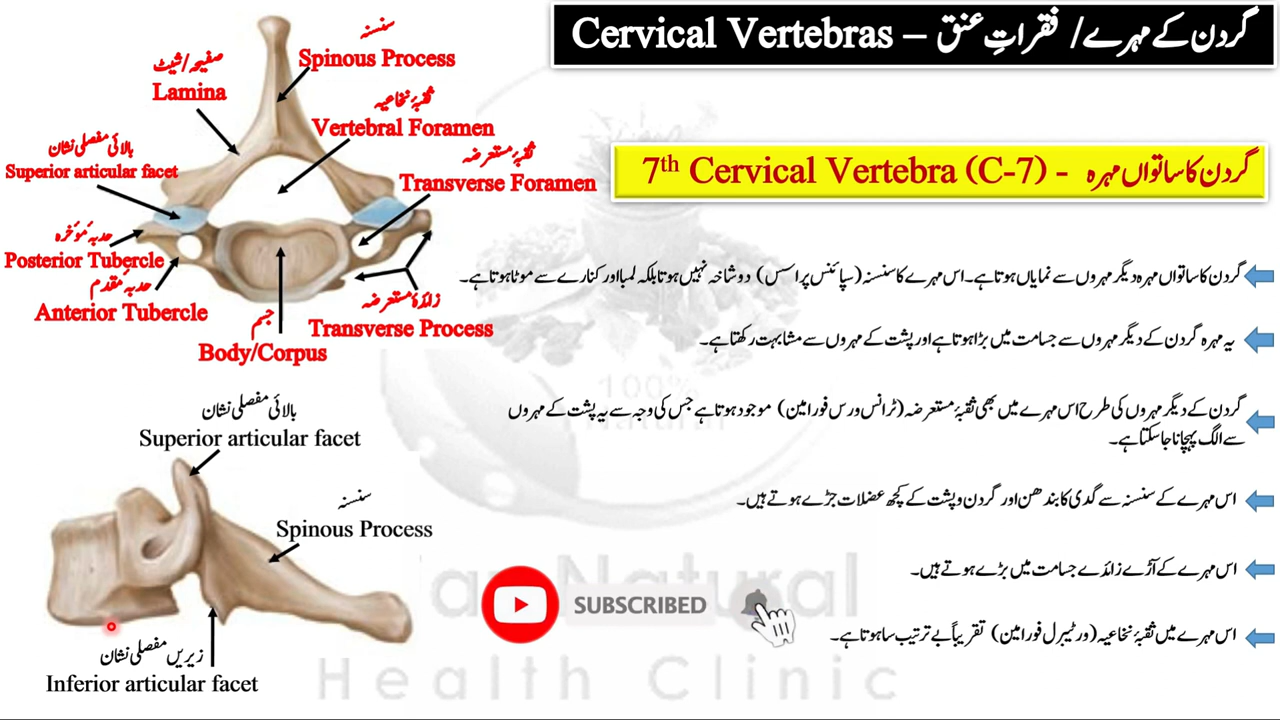 گردن کے مہرے/ فقراتِ عنق – Cervical Vertebras
گردن کا ساتواں مہرہ - 7th Cervical Vertebra (C-7)
سنسنہ
Spinous Process
صفیحہ/شیٹ
Lamina
ثقبۂ نخاعیہ
Vertebral Foramen
بالائی مفصلی نشان
Superior articular facet
ثقبۂ مستعرضہ
Transverse Foramen
حدبہ مؤخرہ
Posterior Tubercle
حدبہ مقدم
Anterior Tubercle
زائدۂ مستعرضہ
Transverse Process
جسم
Body/Corpus
بالائی مفصلی نشان
Superior articular facet
سنسنہ
Spinous Process
زیریں مفصلی نشان
Inferior articular facet
گردن کا ساتواں مہرہ دیگر مہروں سے نمایاں ہوتا ہے۔ اس مہرے کا سنسنہ (سپائنس پراسس) دوشاخہ نہیں ہوتا بلکہ لمبا اور کنارے سے موٹا ہوتا ہے۔
یہ مہرہ گردن کے دیگر مہروں سے جسامت میں بڑا ہوتا ہے اور پشت کے مہروں سے مشابہت رکھتا ہے۔
گردن کے دیگر مہروں کی طرح اس مہرے میں بھی ثقبۂ مستعرضہ (ٹرانس ورس فورامین) موجود ہوتا ہے جس کی وجہ سے یہ پشت کے مہروں
سے الگ پہچانا جاسکتا ہے۔
اس مہرے کے سنسنہ سے گدی کا بندھن اور گردن و پشت کے کچھ عضلات جڑے ہوتے ہیں۔
اس مہرے کے آڑے زائدے جسامت میں بڑے ہوتے ہیں۔
اس مہرے میں ثقبۂ نخاعیہ (ورٹیبرل فورامین) تقریباً بے ترتیب سا ہوتا ہے۔
SUBSCRIBED
100%
Natural
Natural
Health Clinic